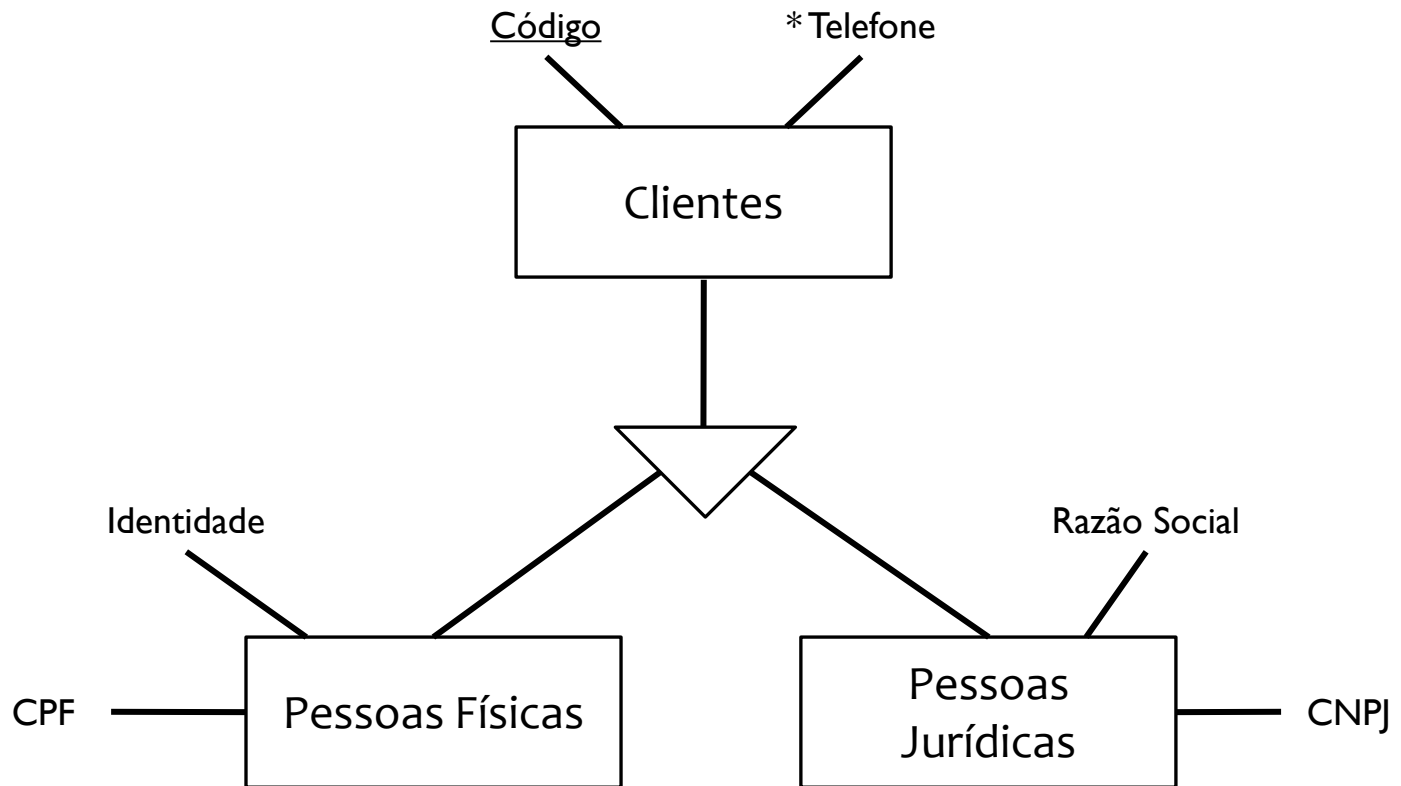 Código
* Telefone
Clientes
Identidade
Razão Social
CPF
Pessoas Físicas
Pessoas
Jurídicas
CNPJ